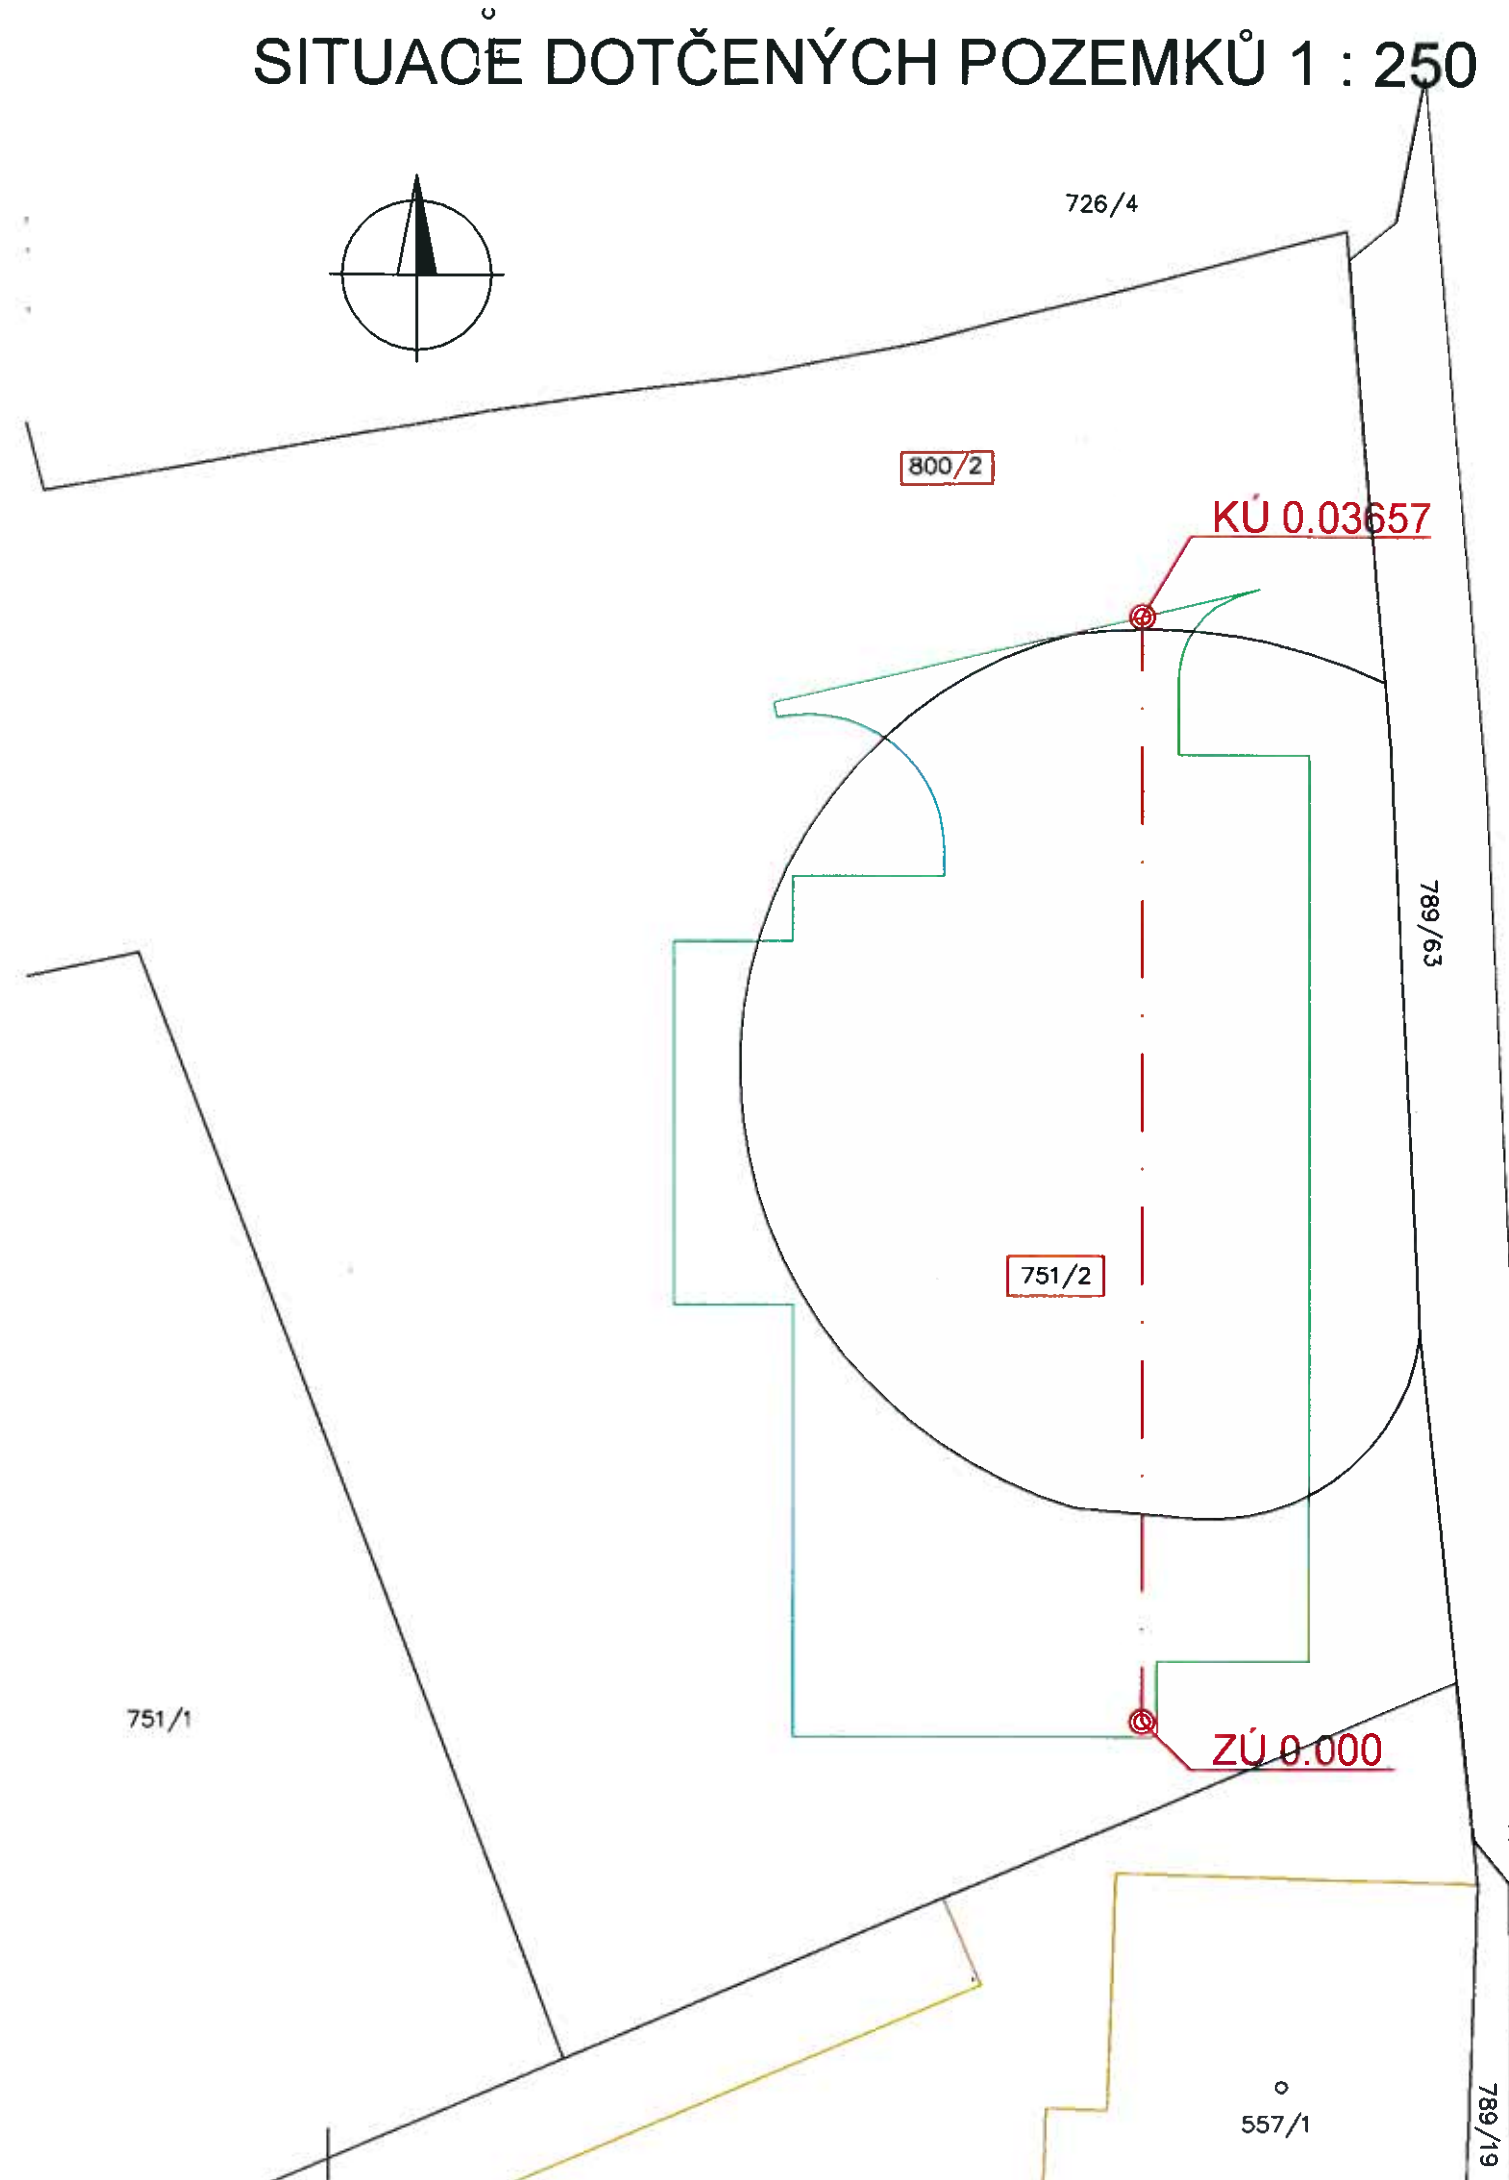 SITUACE DOTČENÝCH POZEMKŮ 1 : 250
726/4
800/2
KÚ 0.03657
789/63
751/2
751/1
ZÚ 0.000
557/1
789/19